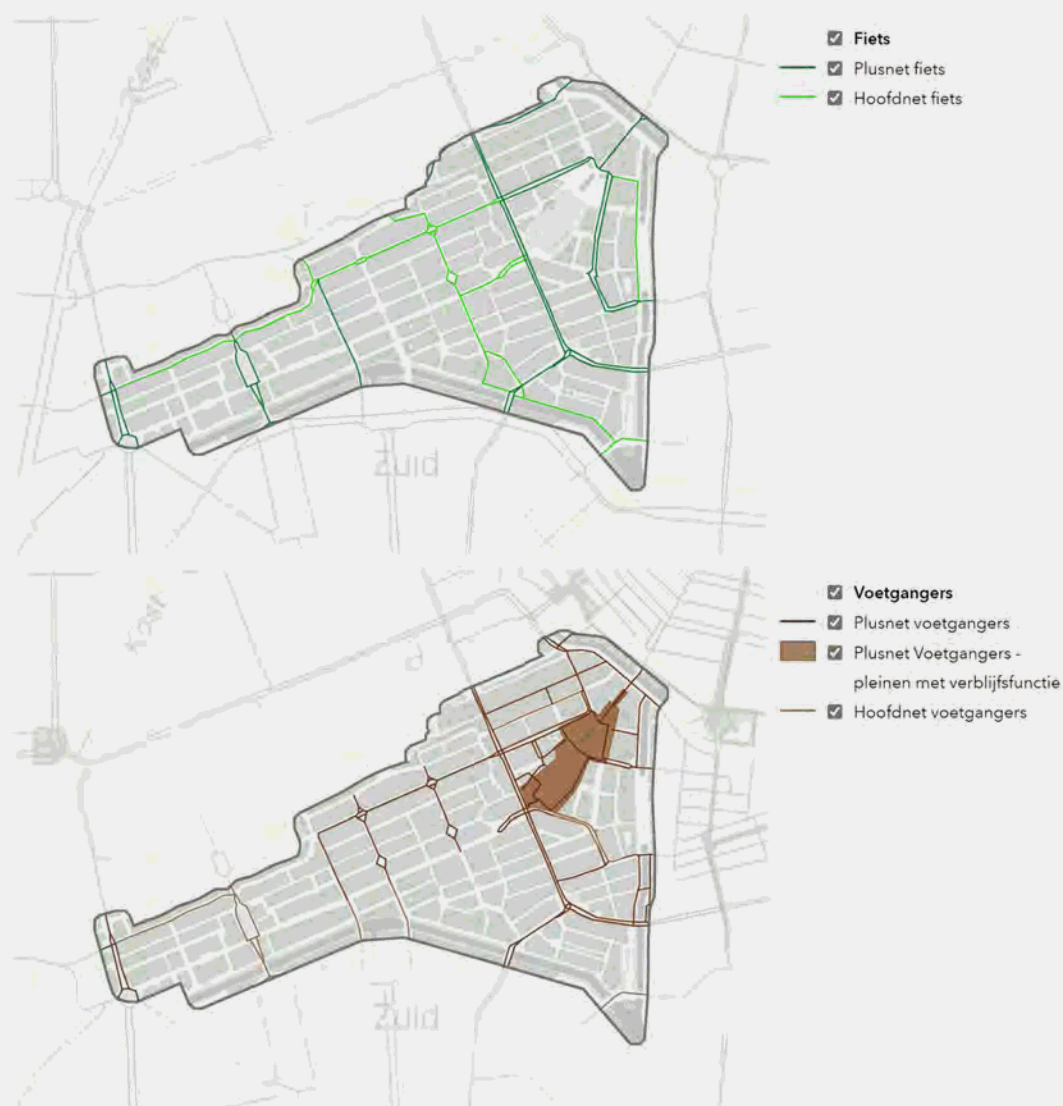 Fiets
Plusnet fiets
Hoofdnet fiets
Zuid
Voetgangers
Plusnet voetgangers
Plusnet Voetgangers -
pleinen met verblijfsfunctie
Hoofdnet voetgangers
Zuid